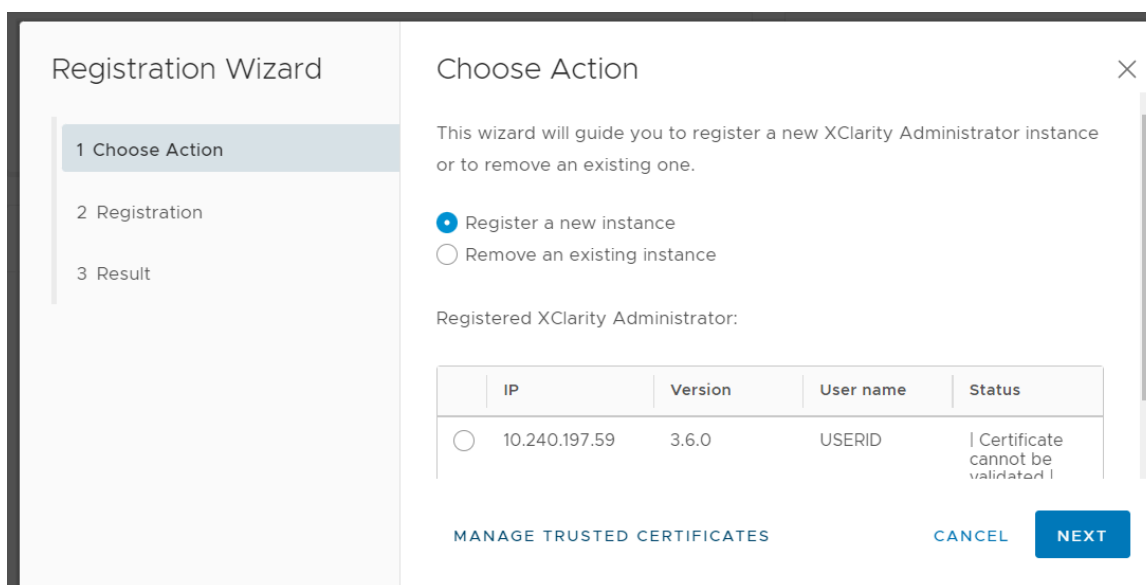 Registration Wizard
1 Choose Action
2 Registration
3 Result
Choose Action
This wizard will guide you to register a new XClarity Administrator instance
or to remove an existing one.
Register a new instance
Remove an existing instance
Registered XClarity Administrator:
IP Version User name Status
10.240.197.59 3.6.0 USERID | Certificate
cannot be
validated |
MANAGE TRUSTED CERTIFICATES CANCEL NEXT